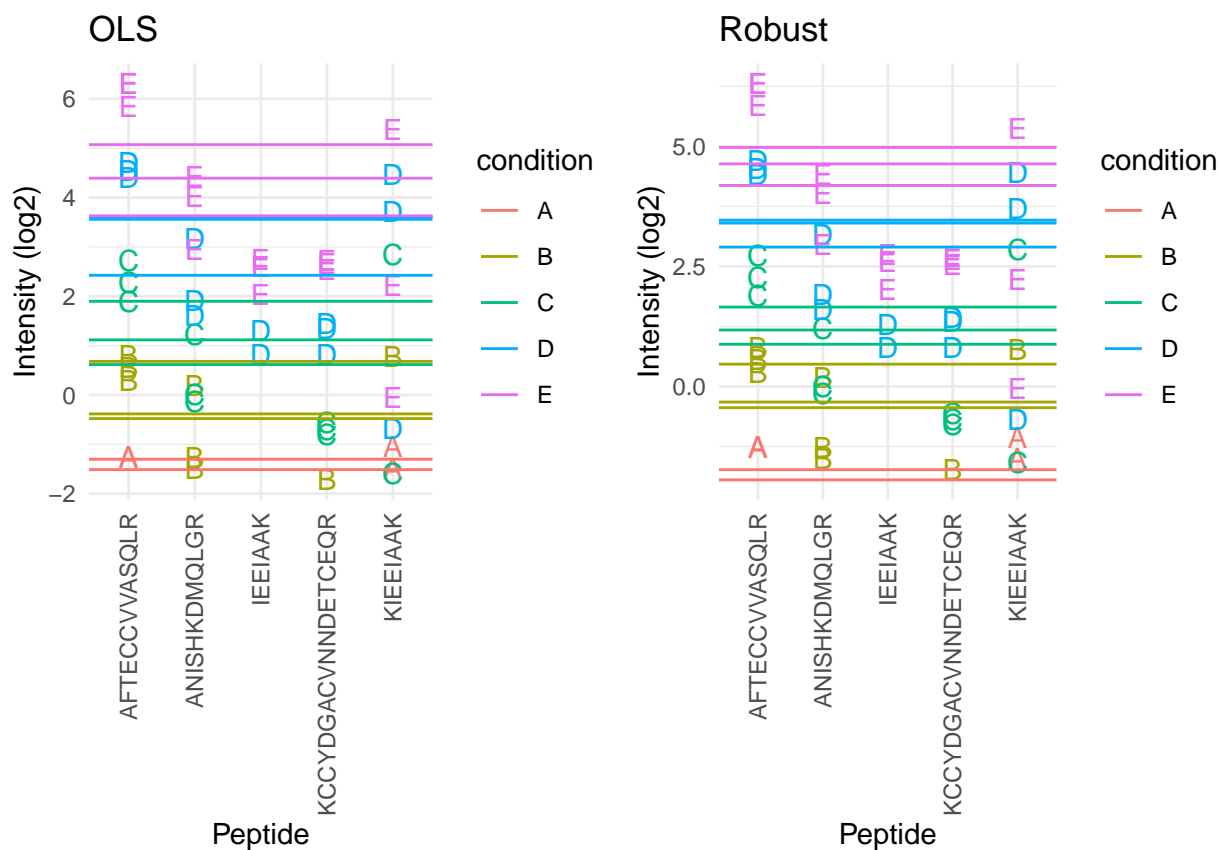 OLS
Intensity (log2)
6
4
2
0
−2
E
E
E
D
D
D
C
C
C
B
B
B
B
A
E
E
E
D
D
D
C
C
C
B
B
B
E
E
E
D
D
E
E
E
D
D
D
C
C
C
B
E
D
D
C
E
B
E
D
A
A
C
AFTECCVVASQLR
ANISHKDMQLGR
IEEIAAK
KCCYDGACVNNDETCEQR
KIEEIAAK
Peptide
condition
A
B
C
D
E
Robust
Intensity (log2)
5.0
2.5
0.0
E
E
E
D
D
D
C
C
C
B
B
B
B
A
E
E
E
D
D
D
C
C
C
B
B
B
E
E
E
D
D
E
E
E
D
D
D
C
C
C
B
E
D
D
C
E
B
E
D
A
A
C
AFTECCVVASQLR
ANISHKDMQLGR
IEEIAAK
KCCYDGACVNNDETCEQR
KIEEIAAK
Peptide
condition
A
B
C
D
E